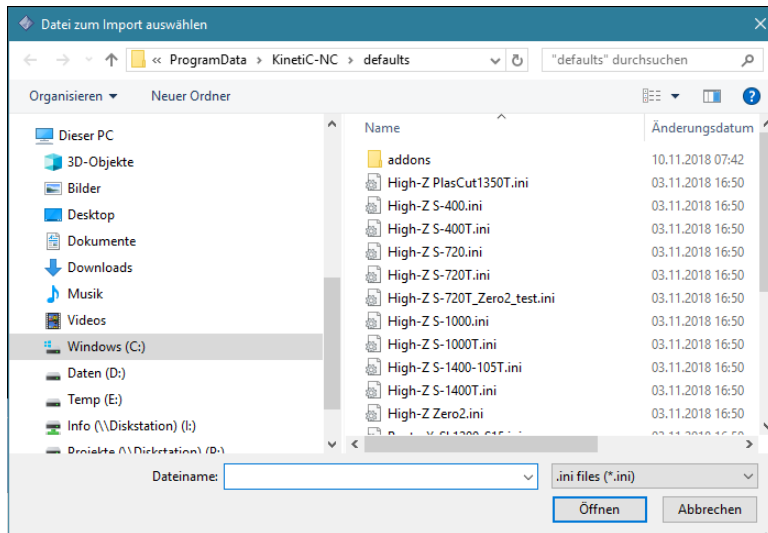 Datei zum Import auswählen
« ProgramData > KinetiC-NC > defaults
"defaults" durchsuchen
Organisieren
Neuer Ordner
Dieser PC
3D-Objekte
Bilder
Desktop
Dokumente
Downloads
Musik
Videos
Windows (C:)
Daten (D:)
Temp (E:)
Info (\\Diskstation) (I:)
Projekte (\\Diskstation) (P:)
Name Änderungsdatum
addons 10.11.2018 07:42
High-Z PlasCut1350T.ini 03.11.2018 16:50
High-Z S-400.ini 03.11.2018 16:50
High-Z S-400T.ini 03.11.2018 16:50
High-Z S-720.ini 03.11.2018 16:50
High-Z S-720T.ini 03.11.2018 16:50
High-Z S-720T_Zero2_test.ini 03.11.2018 16:50
High-Z S-1000.ini 03.11.2018 16:50
High-Z S-1000T.ini 03.11.2018 16:50
High-Z S-1400-105T.ini 03.11.2018 16:50
High-Z S-1400T.ini 03.11.2018 16:50
High-Z Zero2.ini 03.11.2018 16:50
Dateiname:
.ini files (*.ini)
Öffnen
Abbrechen